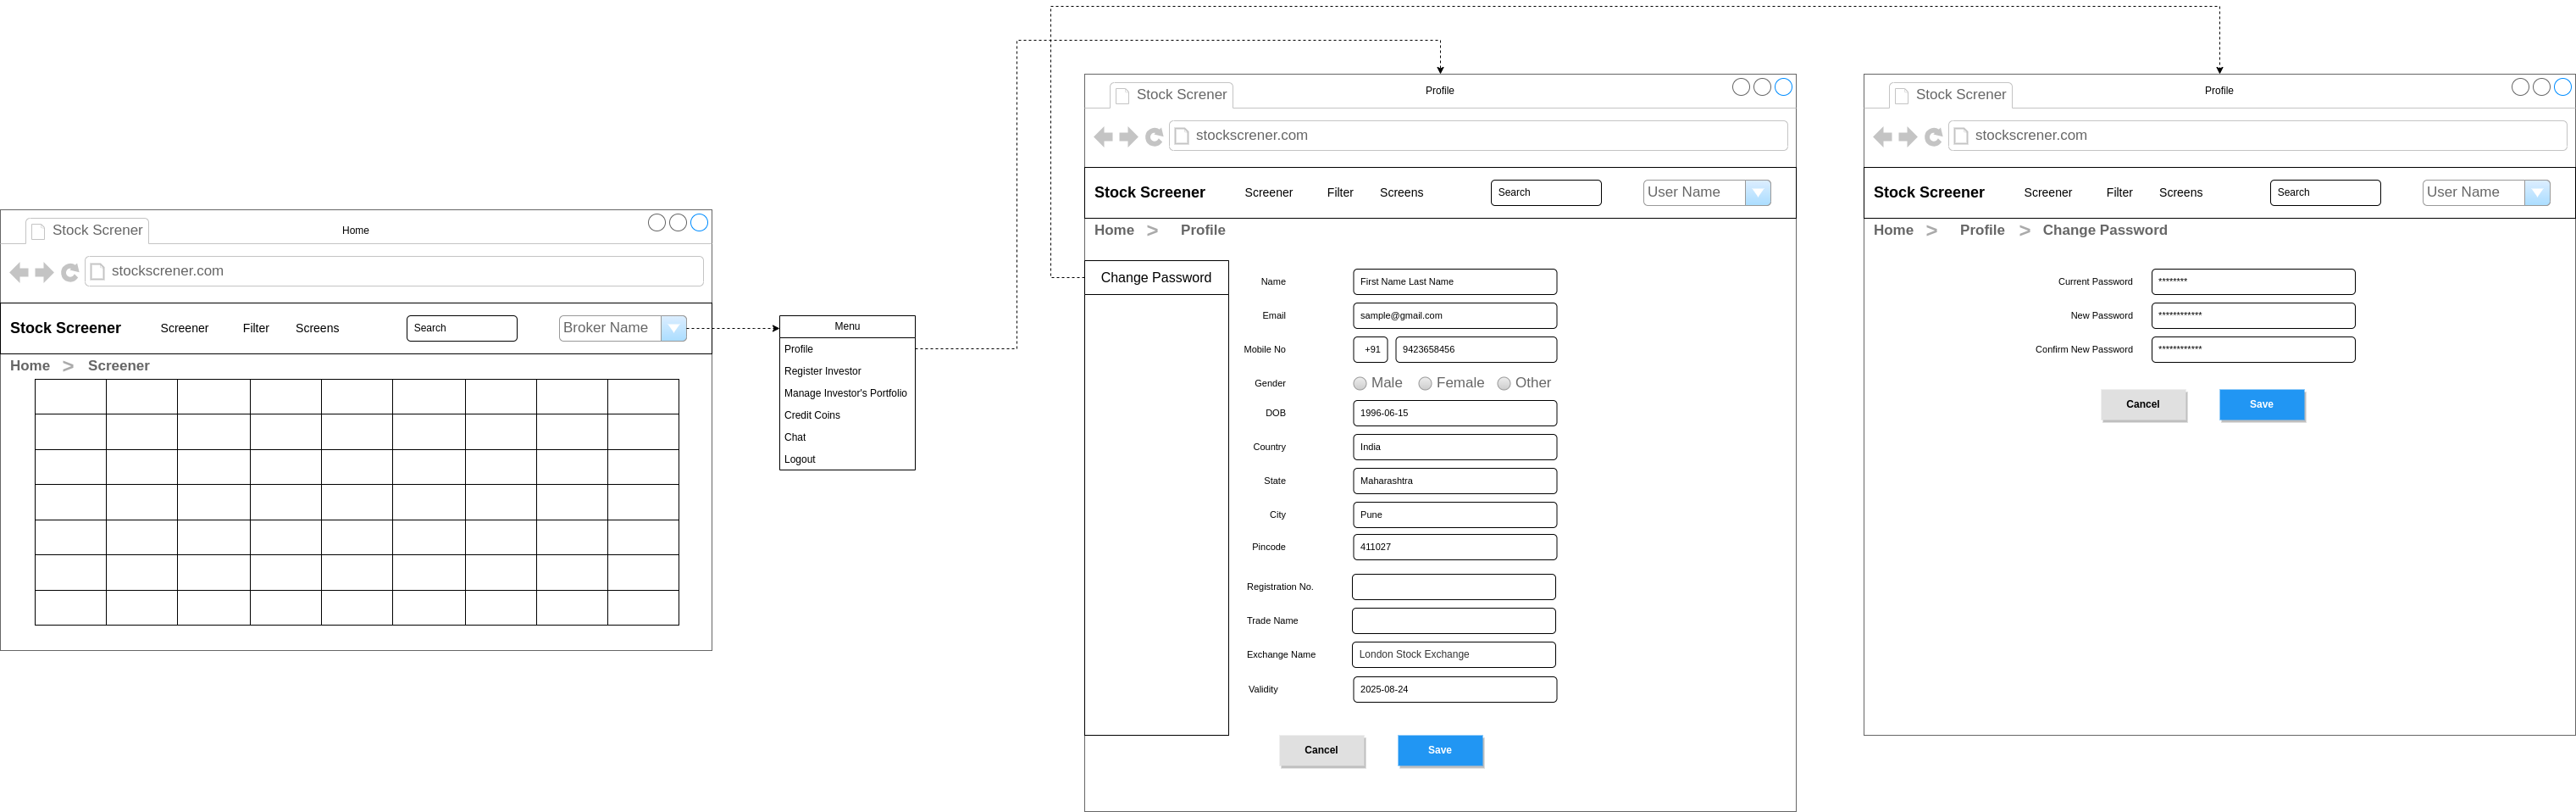 Stock Screner
Home
stockscrener.com
Stock Screener
Screener
Filter
Screens
Search
Broker Name
Home > Screener
Menu
Profile
Register Investor
Manage Investor's Portfolio
Credit Coins
Chat
Logout
Stock Screner
Profile
stockscrener.com
Stock Screener
Screener
Filter
Screens
Search
User Name
Home > Profile
Change Password
Name
First Name Last Name
Email
sample@gmail.com
Mobile No
+91
9423658456
Gender
Male
Female
Other
DOB
1996-06-15
Country
India
State
Maharashtra
City
Pune
Pincode
411027
Registration No.
Trade Name
Exchange Name
London Stock Exchange
Validity
2025-08-24
Cancel
Save
Stock Screner
Profile
stockscrener.com
Stock Screener
Screener
Filter
Screens
Search
User Name
Home > Profile > Change Password
Current Password
********
New Password
************
Confirm New Password
************
Cancel
Save